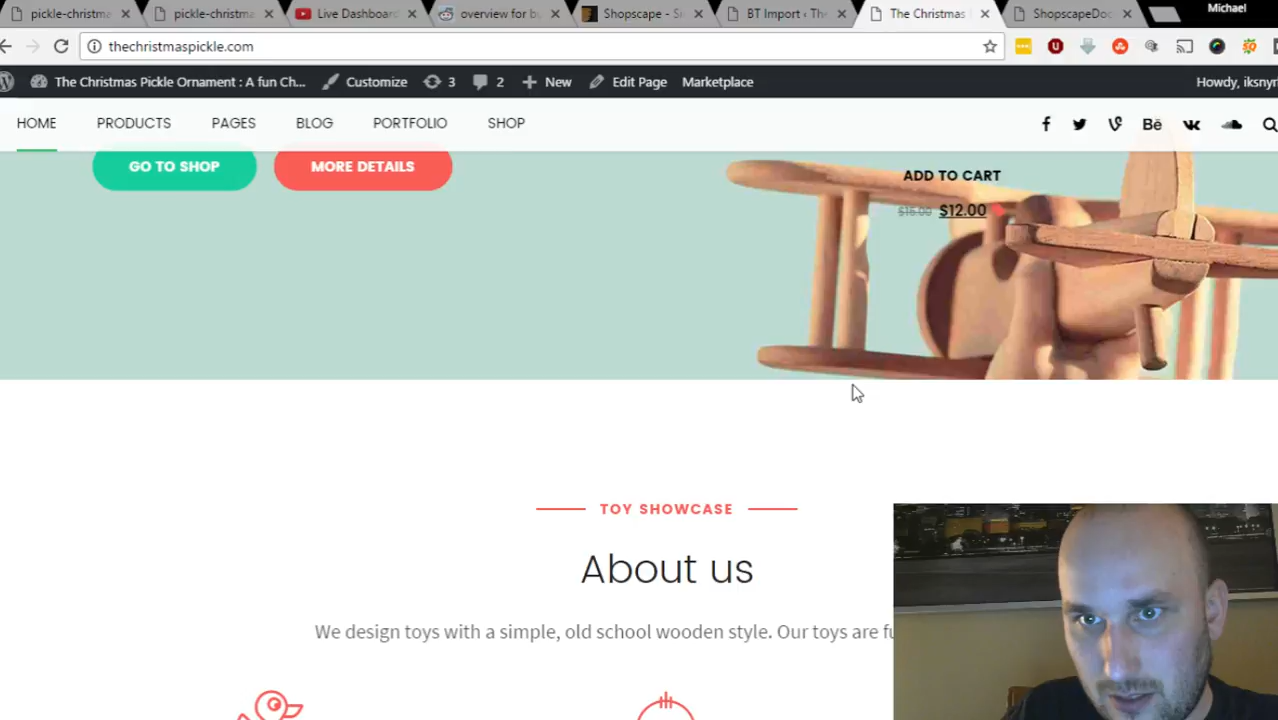 pickle-christma
pickle-christma
Live Dashboard
overview for b
Shopscape - S
BT Import ‹ Th
The Christmas
ShopscapeDoc
Michael
thechristmaspickle.com
The Christmas Pickle Ornament : A fun Ch...
Customize
3
2
New
Edit Page
Marketplace
Howdy, iksnyr
HOME
PRODUCTS
PAGES
BLOG
PORTFOLIO
SHOP
GO TO SHOP
MORE DETAILS
ADD TO CART
$15.00 $12.00
TOY SHOWCASE
About us
We design toys with a simple, old school wooden style. Our toys are fu